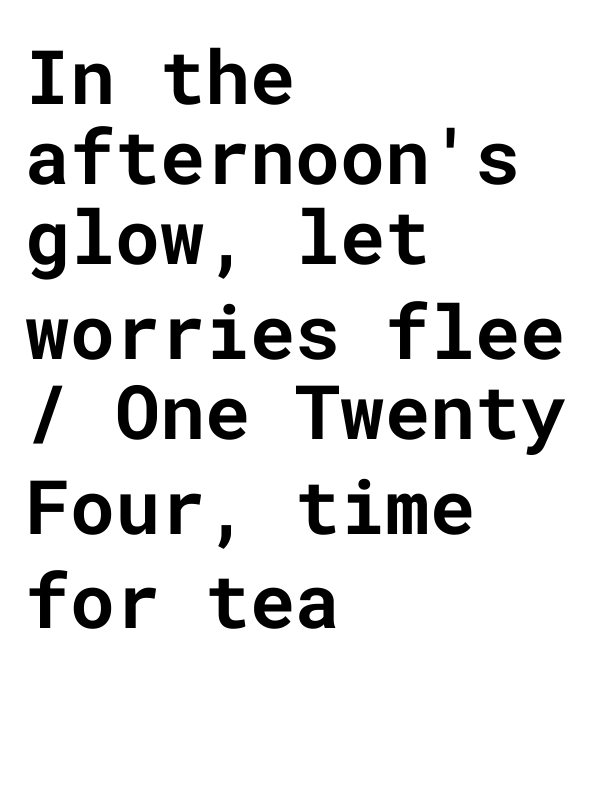 In the
afternoon's
glow, let
worries flee
/ One Twenty
Four, time
for tea